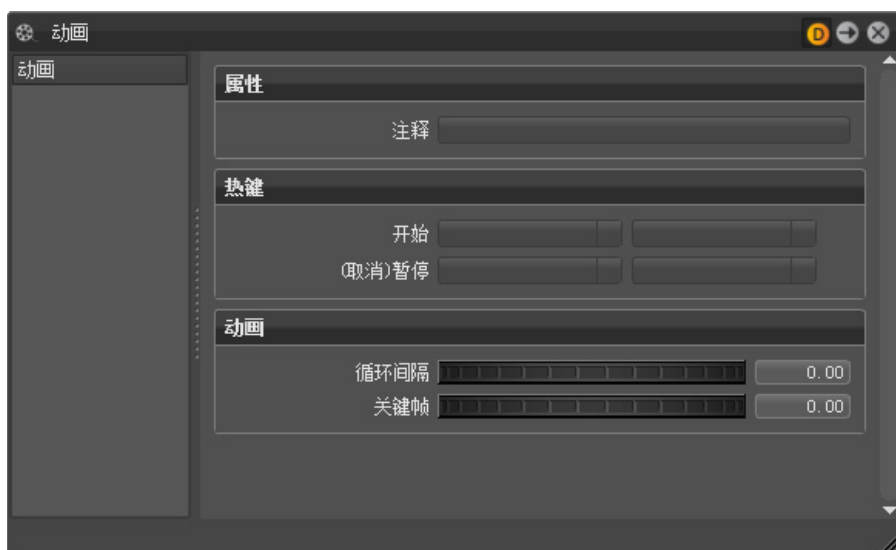 动画
D
动画
属性
注释
热键
开始
(取消)暂停
动画
循环间隔 0.00
关键帧 0.00